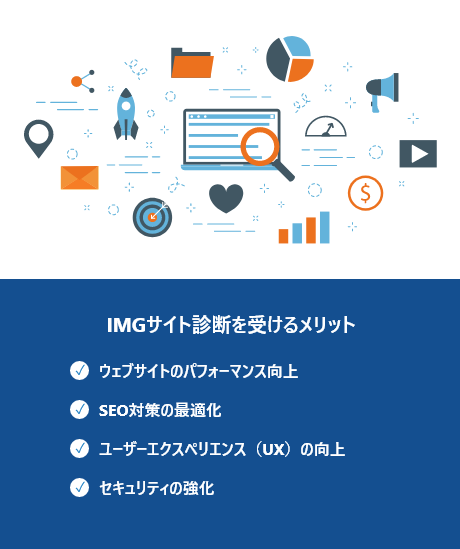 IMGサイト診断を受けるメリット
ウェブサイトのパフォーマンス向上
SEO対策の最適化
ユーザーエクスペリエンス（UX）の向上
セキュリティの強化